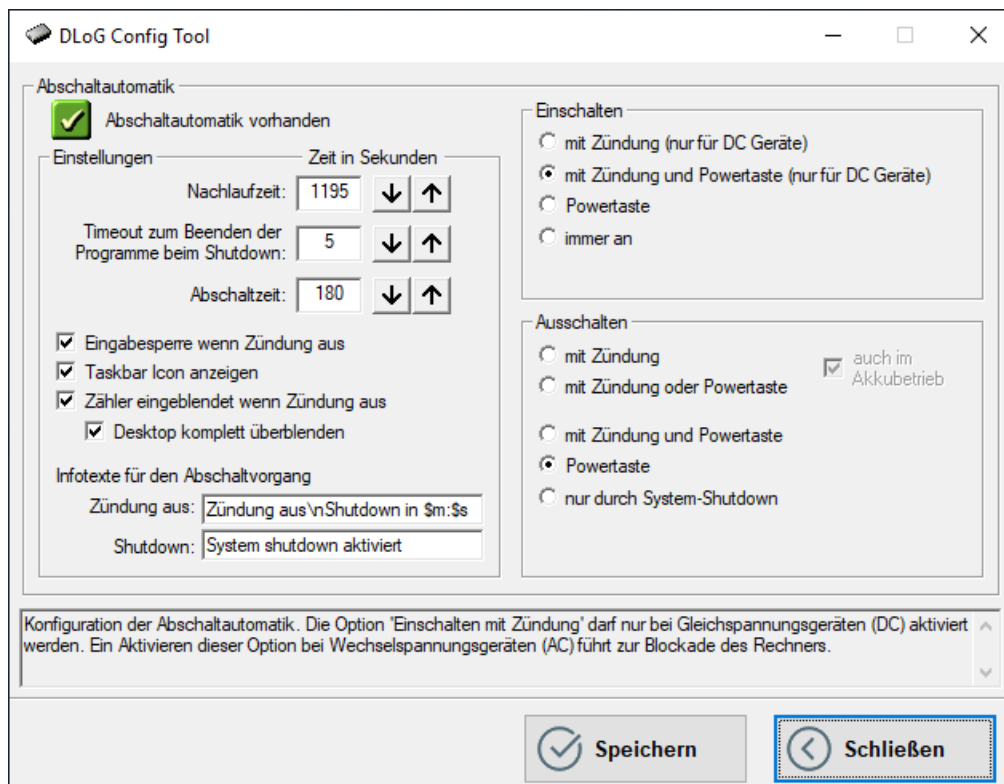 DLoG Config Tool
Abschaltautomatik
Abschaltautomatik vorhanden
Einstellungen
Zeit in Sekunden
Nachlaufzeit:
1195
Timeout zum Beenden der
Programme beim Shutdown:
5
Abschaltzeit:
180
Eingabesperre wenn Zündung aus
Taskbar Icon anzeigen
Zähler eingeblendet wenn Zündung aus
Desktop komplett überblenden
Infotexte für den Abschaltvorgang
Zündung aus:
Zündung aus\nShutdown in $m:$s
Shutdown:
System shutdown aktiviert
Einschalten
mit Zündung (nur für DC Geräte)
mit Zündung und Powertaste (nur für DC Geräte)
Powertaste
immer an
Ausschalten
mit Zündung
auch im
Akkubetrieb
mit Zündung oder Powertaste
mit Zündung und Powertaste
Powertaste
nur durch System-Shutdown
Konfiguration der Abschaltautomatik. Die Option 'Einschalten mit Zündung' darf nur bei Gleichspannungsgeräten (DC) aktiviert
werden. Ein Aktivieren dieser Option bei Wechselspannungsgeräten (AC) führt zur Blockade des Rechners.
Speichern
Schließen